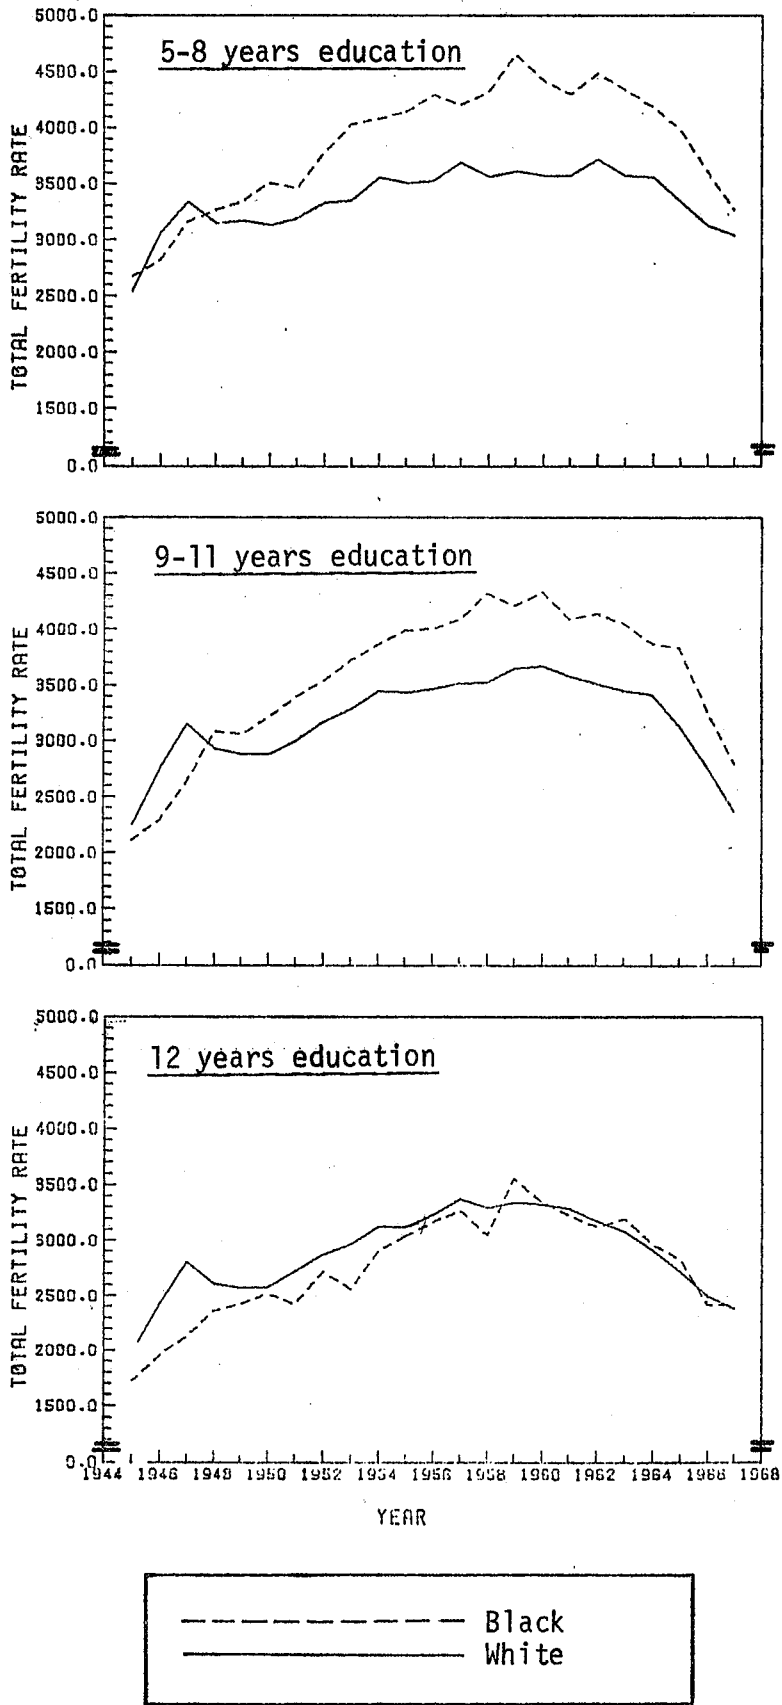 5000.0
5-8 years education
4500.0
4000.0
3500.0
3000.0
2500.0
2000.0
1500.0
0.0
TOTAL FERTILITY RATE
5000.0
9-11 years education
4500.0
4000.0
3500.0
3000.0
2500.0
2000.0
1500.0
0.0
TOTAL FERTILITY RATE
5000.0
12 years education
4500.0
4000.0
3500.0
3000.0
2500.0
2000.0
1500.0
0.0
TOTAL FERTILITY RATE
1944 1946 1948 1950 1952 1954 1956 1958 1960 1962 1964 1966 1968
YEAR
Black
White